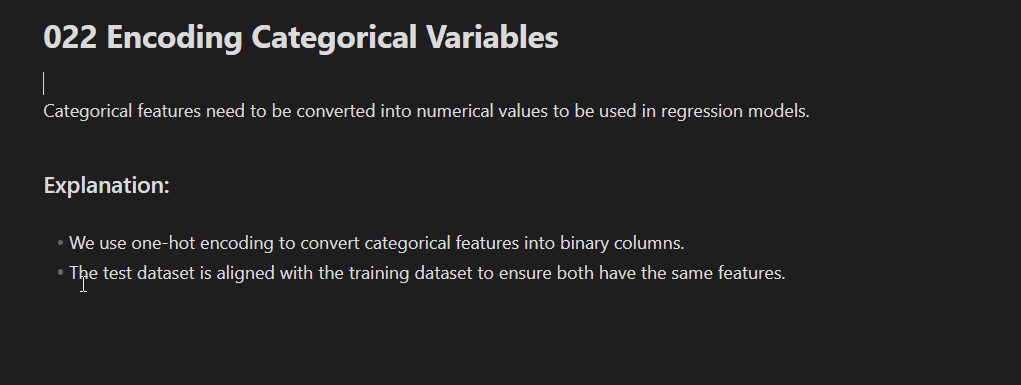 022 Encoding Categorical Variables
Categorical features need to be converted into numerical values to be used in regression models.
Explanation:
• We use one-hot encoding to convert categorical features into binary columns.
• The test dataset is aligned with the training dataset to ensure both have the same features.